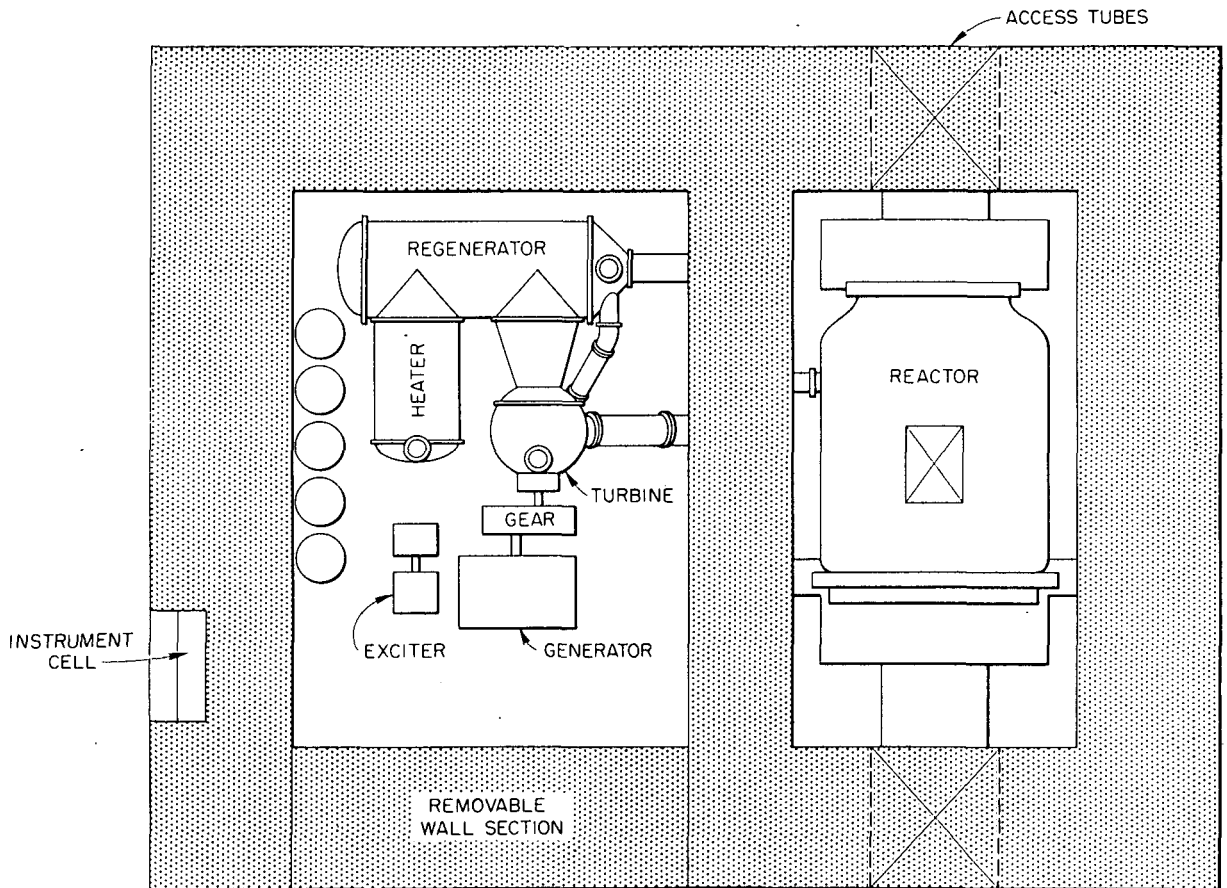 ACCESS TUBES
REGENERATOR
HEATER
REACTOR
TURBINE
GEAR
INSTRUMENT
CELL
EXCITER
GENERATOR
REMOVABLE
WALL SECTION